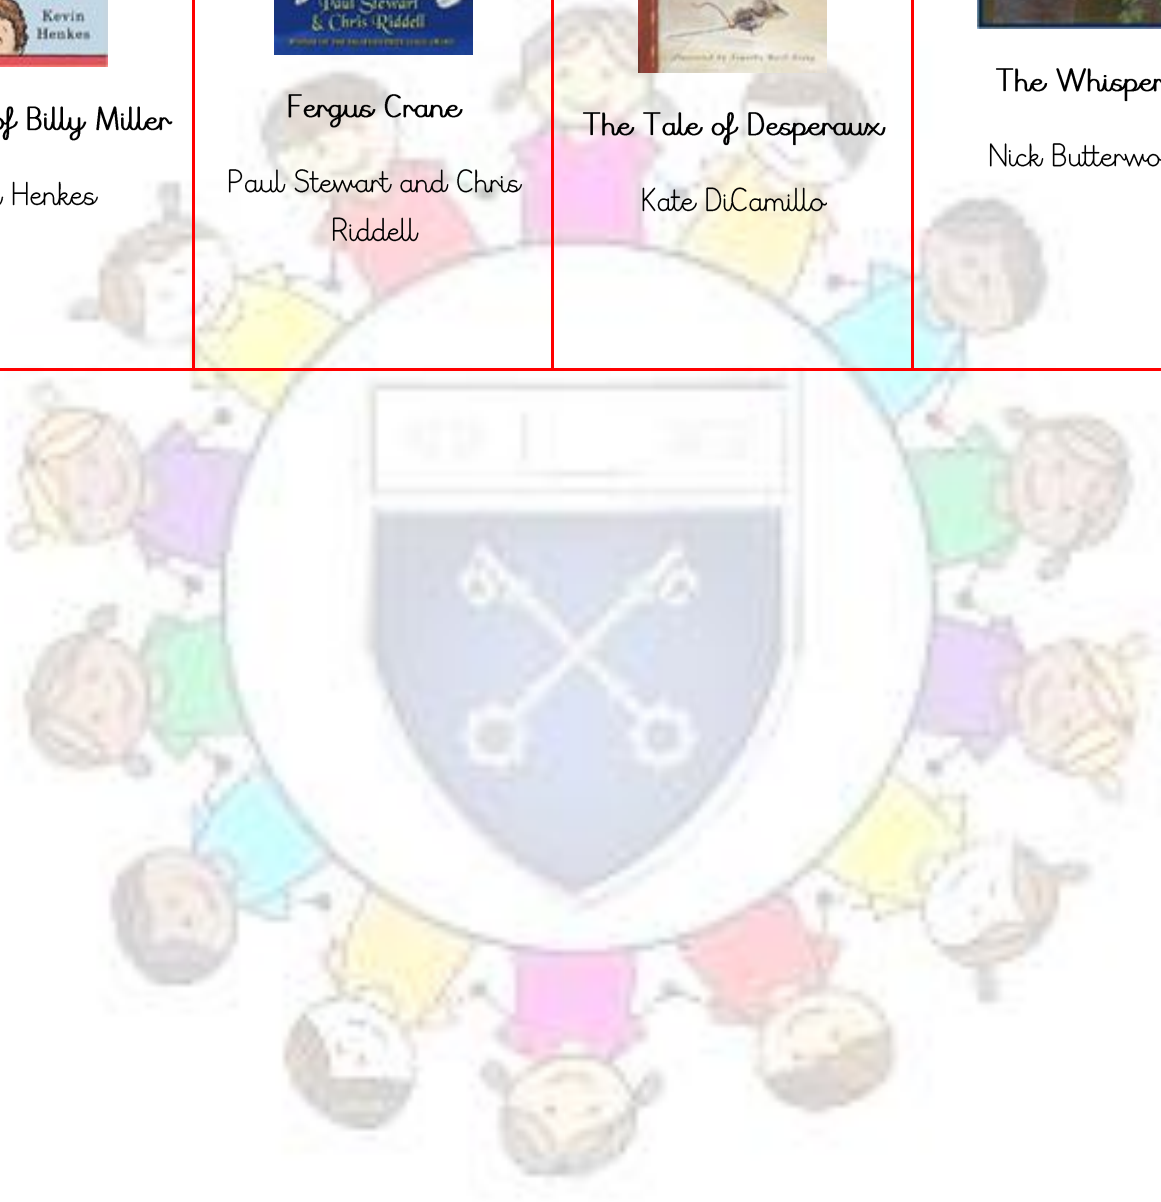 Kevin
Henkes
of Billy Miller
Henkes
Paul Stewart
& Chris Riddell
Fergus Crane
Paul Stewart and Chris
Riddell
The Tale of Desperaux
Kate DiCamillo
The Whisper
Nick Butterwo